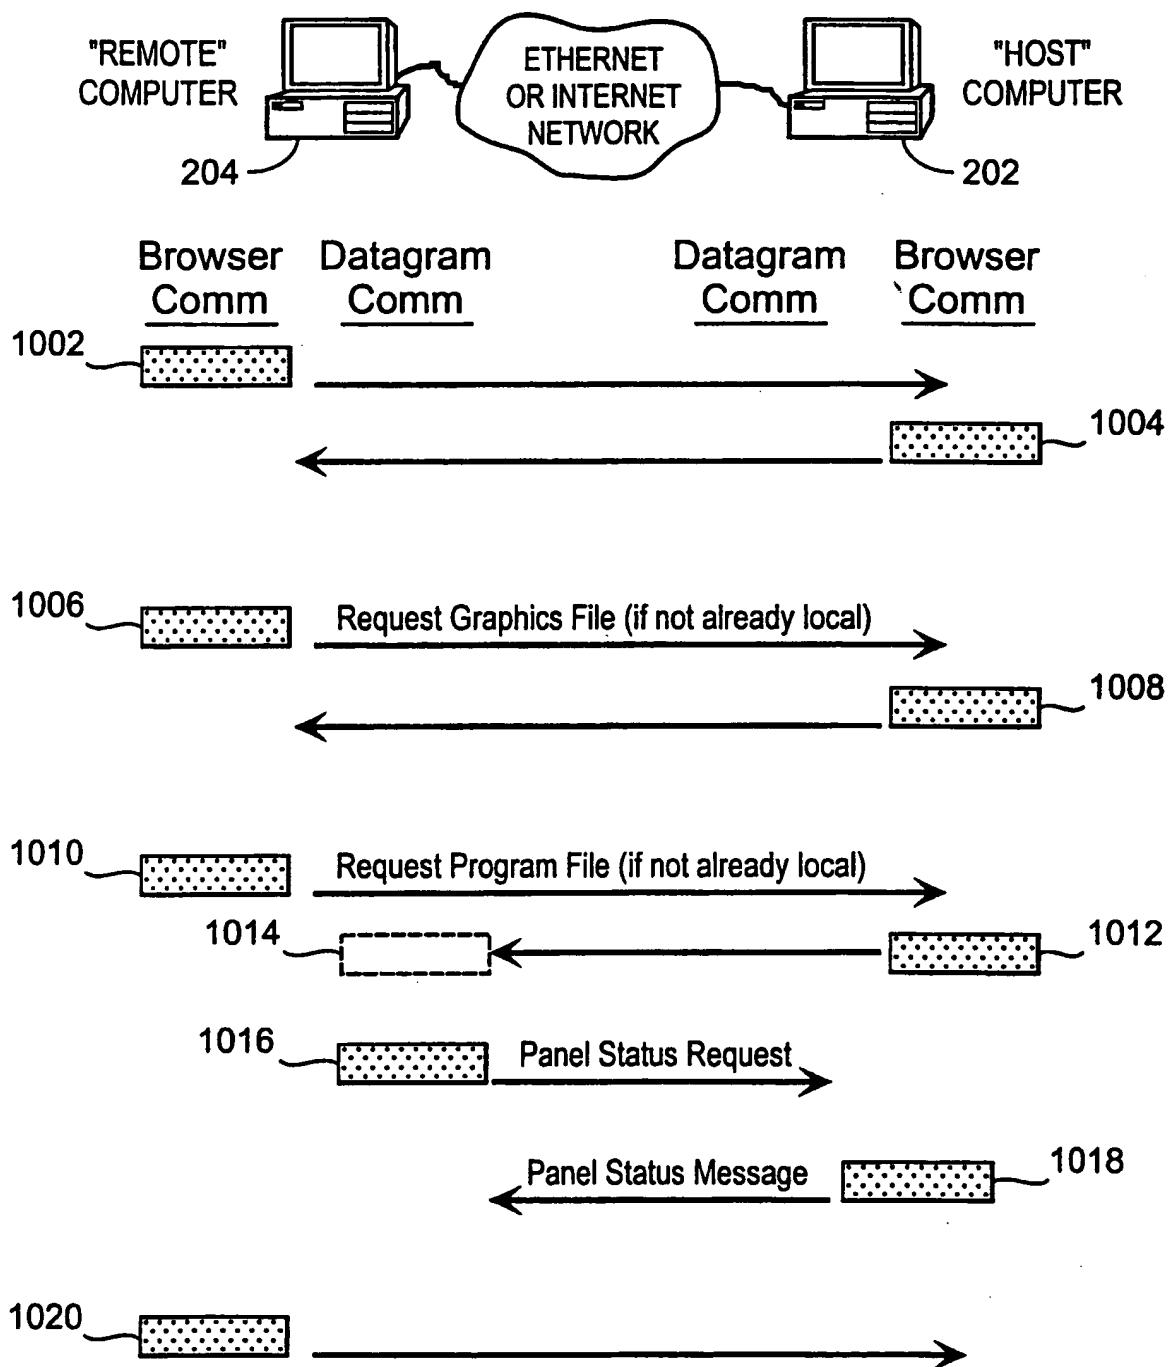 "REMOTE"
COMPUTER
ETHERNET
OR INTERNET
NETWORK
"HOST"
COMPUTER
204
202
Browser
Comm
Datagram
Comm
Datagram
Comm
Browser
Comm
1002
1004
1006
Request Graphics File (if not already local)
1008
1010
Request Program File (if not already local)
1014
1012
1016
Panel Status Request
Panel Status Message
1018
1020